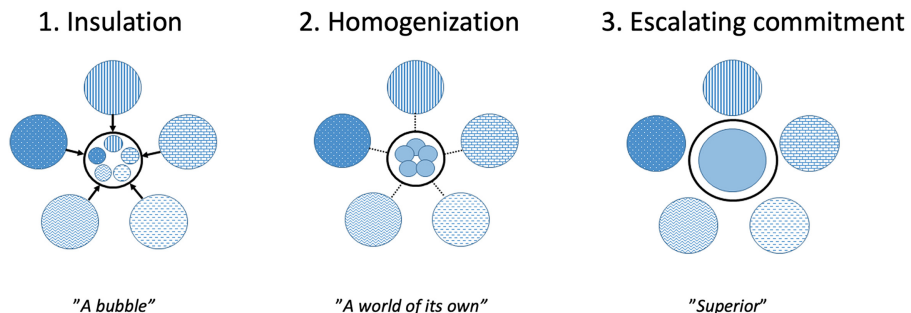 1. Insulation
2. Homogenization
3. Escalating commitment
”A bubble”
”A world of its own”
”Superior”